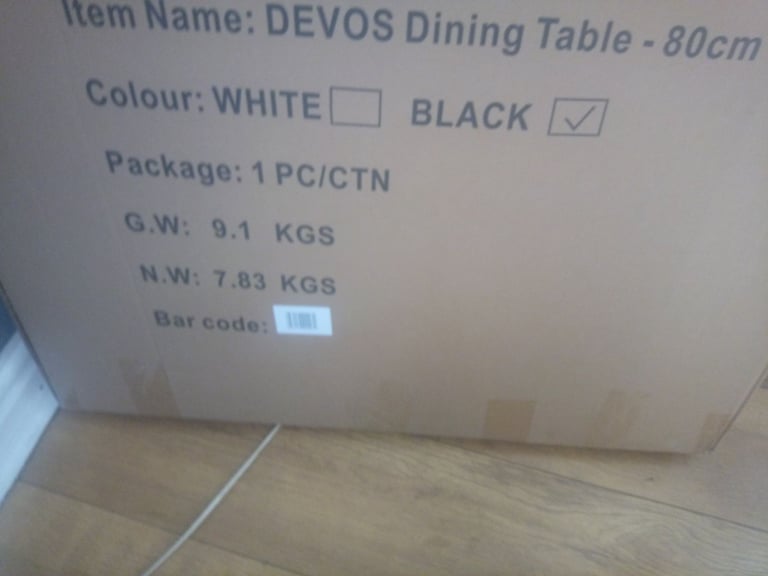 Item Name: DEVOS Dining Table - 80cm
Colour: WHITE BLACK ✓
Package: 1 PC/CTN
G.W: 9.1 KGS
N.W: 7.83 KGS
Bar code: